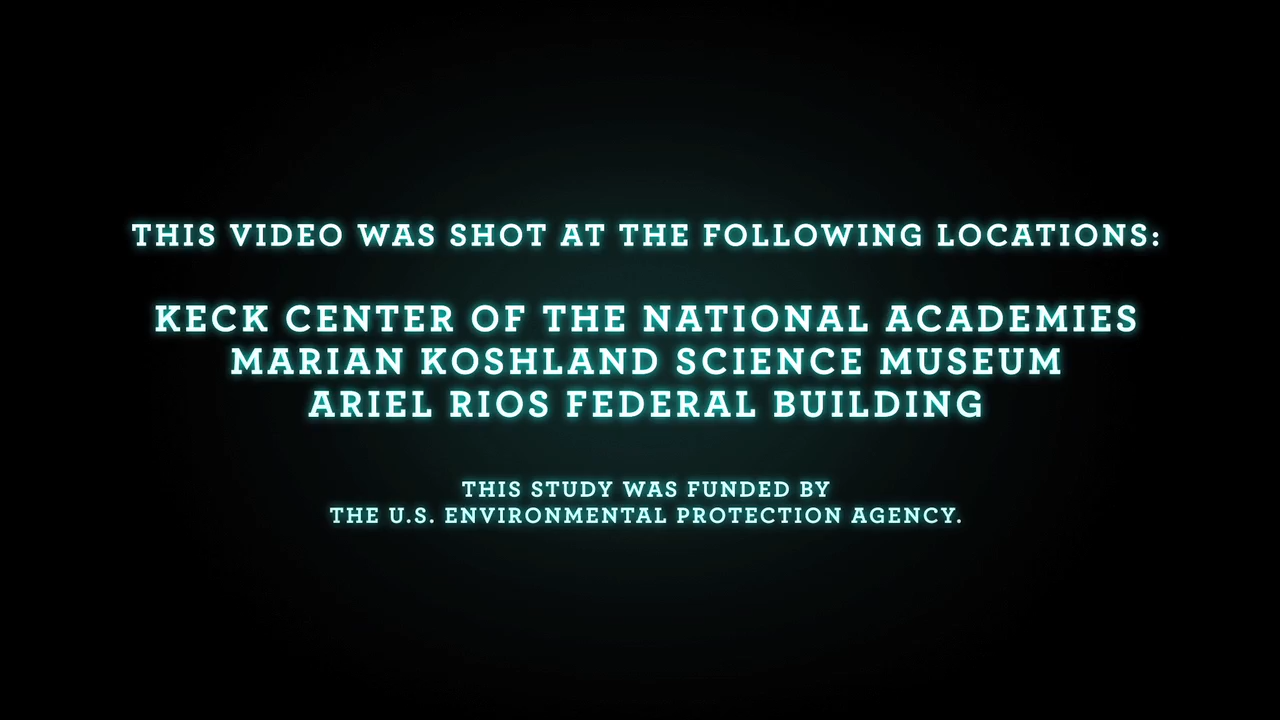 THIS VIDEO WAS SHOT AT THE FOLLOWING LOCATIONS:
KECK CENTER OF THE NATIONAL ACADEMIES
MARIAN KOSHLAND SCIENCE MUSEUM
ARIEL RIOS FEDERAL BUILDING
THIS STUDY WAS FUNDED BY
THE U.S. ENVIRONMENTAL PROTECTION AGENCY.